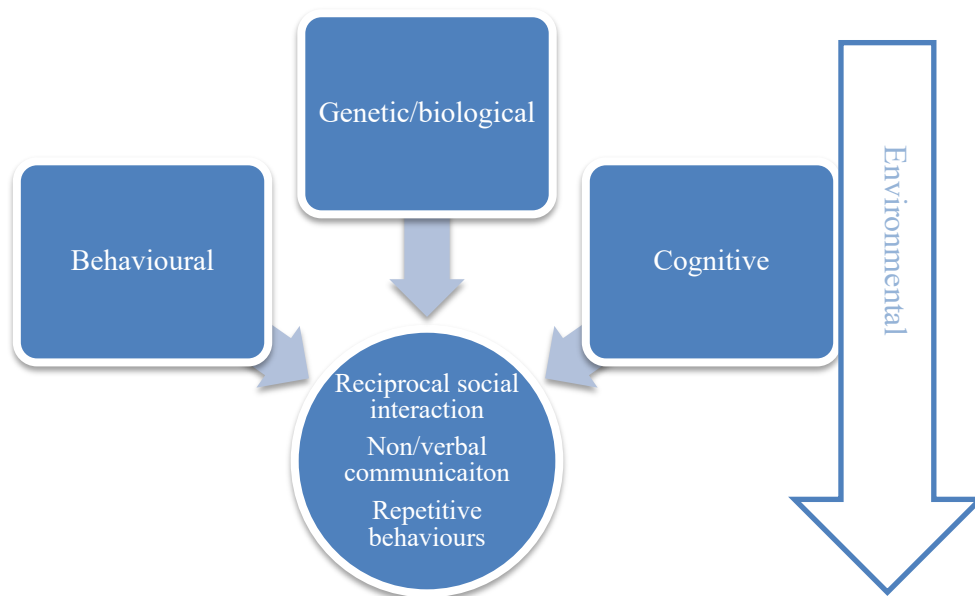 Genetic/biological
Behavioural
Cognitive
Environmental
Reciprocal social
interaction
Non/verbal
communicaiton
Repetitive
behaviours